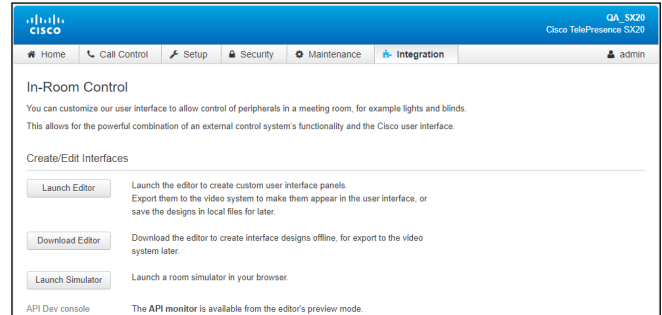 QA_SX20
CISCO
Cisco TelePresence SX20
Home Call Control Setup Security Maintenance Integration admin
In-Room Control
You can customize our user interface to allow control of peripherals in a meeting room, for example lights and blinds.
This allows for the powerful combination of an external control system's functionality and the Cisco user interface.
Create/Edit Interfaces
Launch Editor
Launch the editor to create custom user interface panels.
Export them to the video system to make them appear in the user interface, or
save the designs in local files for later.
Download Editor
Download the editor to create interface designs offline, for export to the video
system later.
Launch Simulator
Launch a room simulator in your browser.
API Dev console
The API monitor is available from the editor's preview mode.